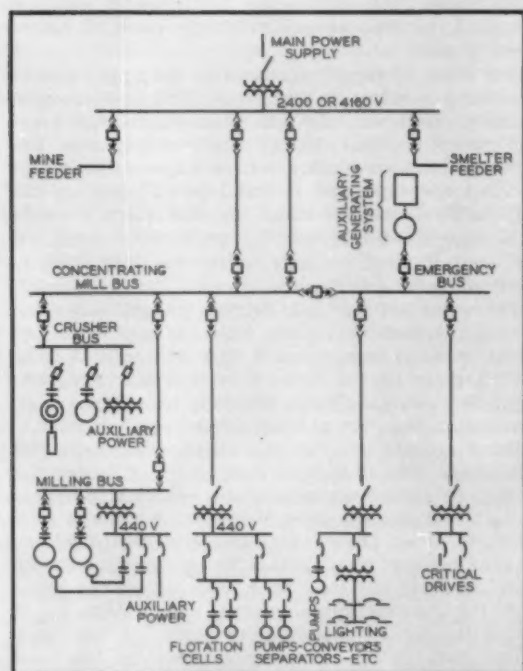 MAIN POWER
SUPPLY
2400 OR 4160 V
MINE
FEEDER
SMELTER
FEEDER
AUXILIARY
GENERATING
SYSTEM
CONCENTRATING
MILL BUS
EMERGENCY
BUS
CRUSHER
BUS
AUXILIARY
POWER
MILLING BUS
440 V
440 V
AUXILIARY
POWER
FLOTATION
CELLS
PUMPS-CONVEYORS
SEPARATORS-ETC
PUMPS
LIGHTING
CRITICAL
DRIVES